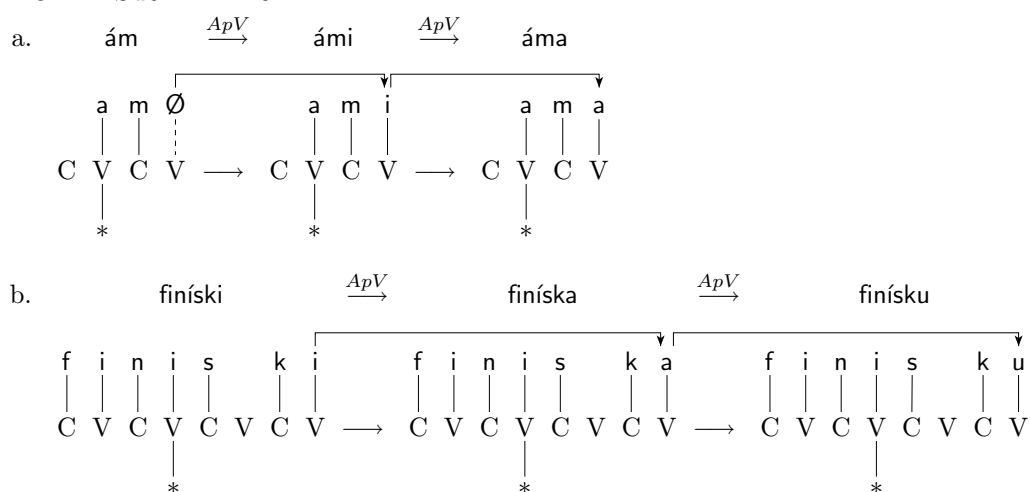 a. ám ApV⟶ ámi ApV⟶ áma
a m Ø a m i a m a
C V C V ⟶ C V C V ⟶ C V C V
* * *
b. finíski ApV⟶ finíska ApV⟶ finísku
f i n i s k i f i n i s k a f i n i s k u
C V C V C V C V ⟶ C V C V C V C V ⟶ C V C V C V C V
* * *